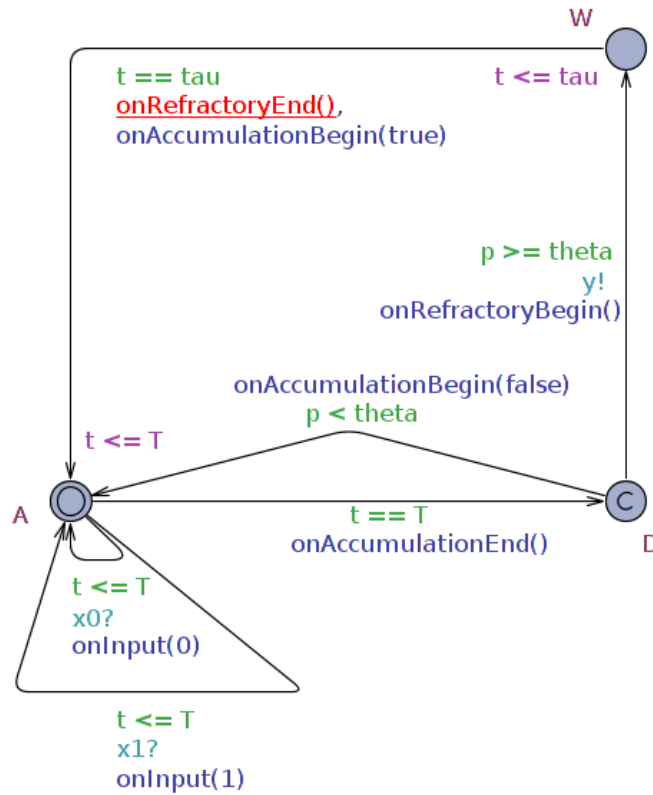 W
t == tau
t <= tau
onRefractoryEnd(),
onAccumulationBegin(true)
p >= theta
y!
onRefractoryBegin()
onAccumulationBegin(false)
p < theta
t <= T
A
C
t == T
D
onAccumulationEnd()
t <= T
x0?
onInput(0)
t <= T
x1?
onInput(1)